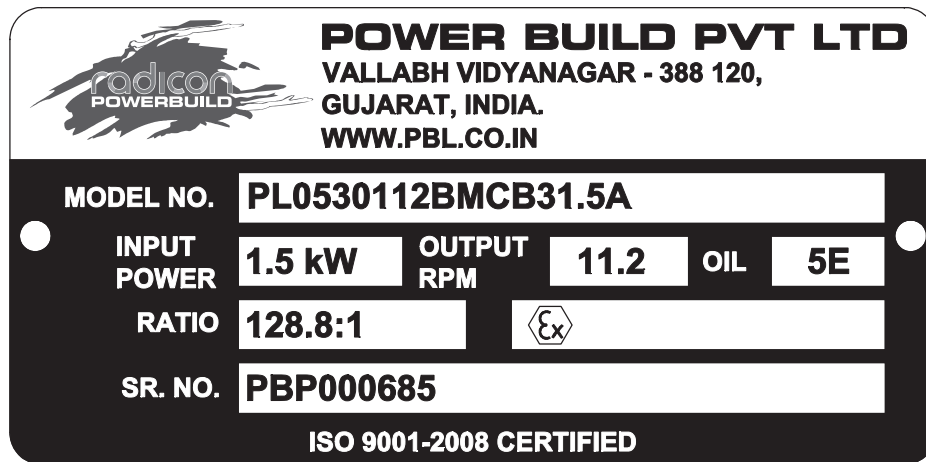 radicon
POWERBUILD
POWER BUILD PVT LTD
VALLABH VIDYANAGAR - 388 120,
GUJARAT, INDIA.
WWW.PBL.CO.IN
MODEL NO. PL0530112BMCB31.5A
INPUT POWER 1.5 kW OUTPUT RPM 11.2 OIL 5E
RATIO 128.8:1 Ex
SR. NO. PBP000685
ISO 9001-2008 CERTIFIED